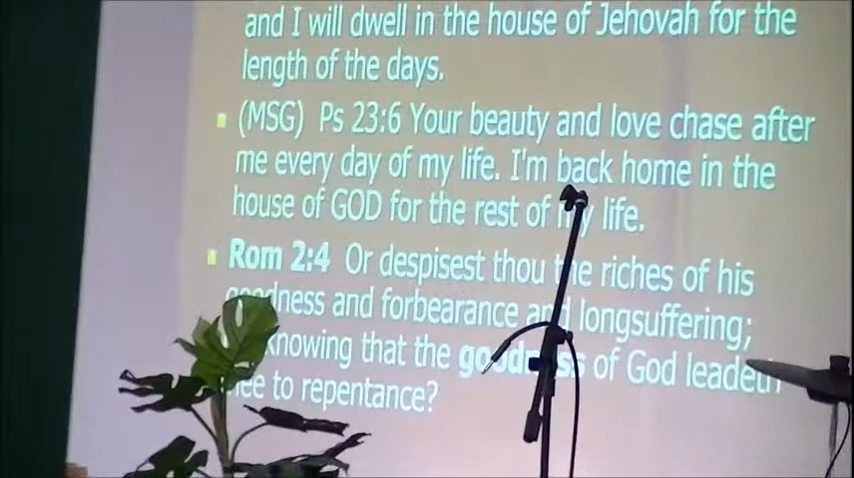 and I will dwell in the house of Jehovah for the
length of the days.
(MSG) Ps 23:6 Your beauty and love chase after
me every day of my life. I'm back home in the
house of GOD for the rest of my life.
Rom 2:4 Or despisest thou the riches of his
goodness and forbearance and longsuffering;
knowing that the goodness of God leadeth
thee to repentance?